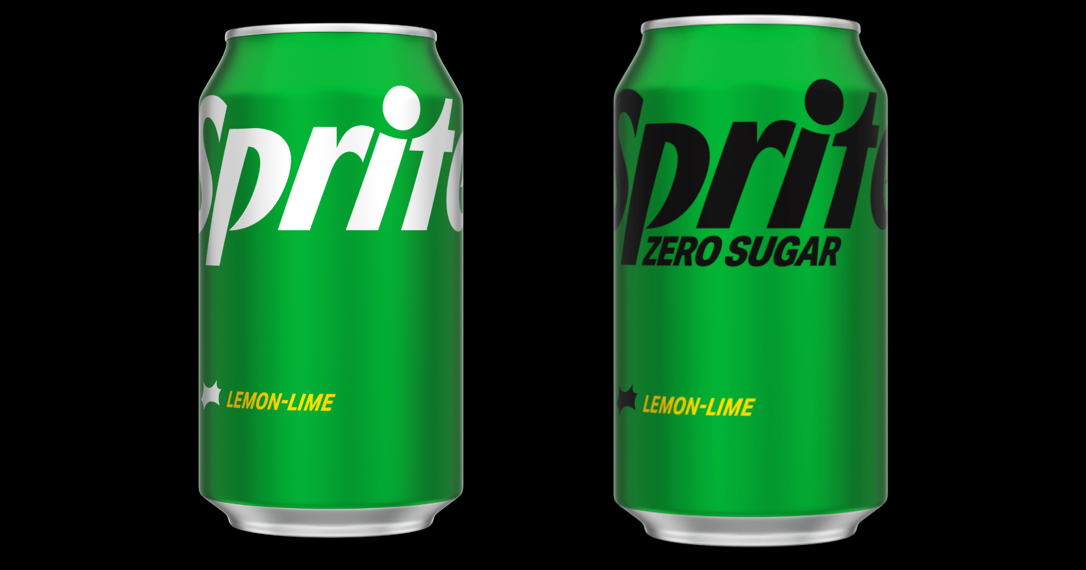 Sprite
LEMON-LIME
Sprite
ZERO SUGAR
LEMON-LIME